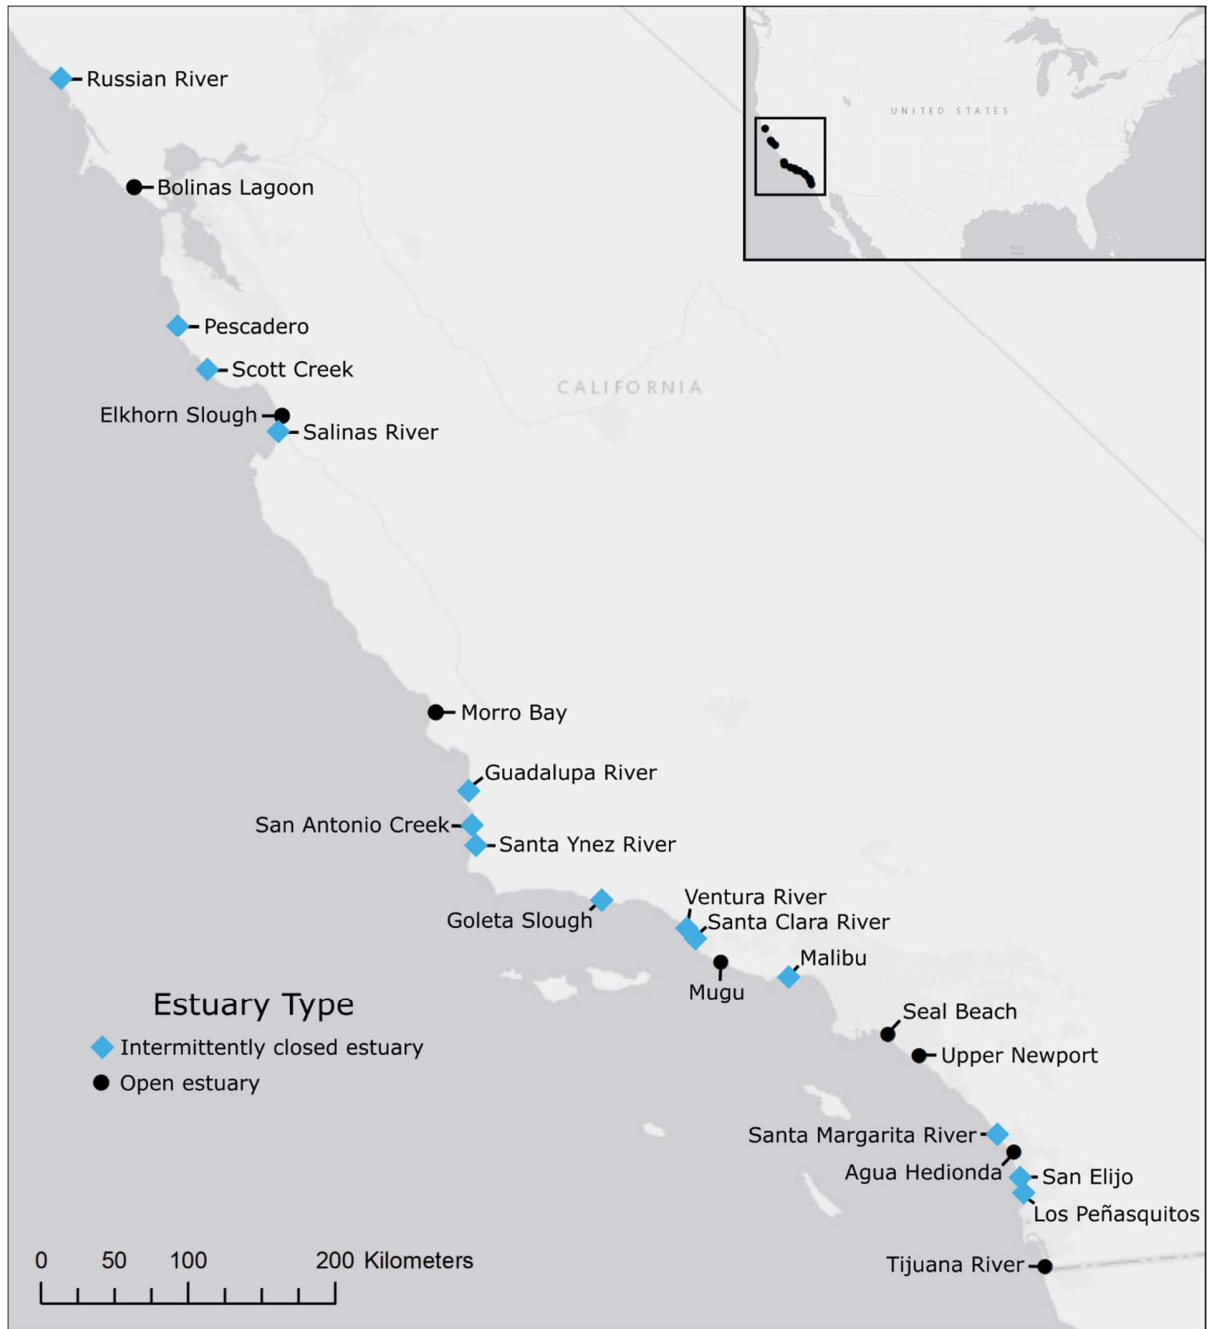 UNITED STATES
Russian River
Bolinas Lagoon
Pescadero
Scott Creek
CALIFORNIA
Elkhorn Slough
Salinas River
Morro Bay
Guadalupa River
San Antonio Creek
Santa Ynez River
Ventura River
Goleta Slough
Santa Clara River
Malibu
Mugu
Estuary Type
Seal Beach
Intermittently closed estuary
Upper Newport
Open estuary
Santa Margarita River
Agua Hedionda
San Elijo
Los Peñasquitos
Tijuana River
0 50 100 200 Kilometers